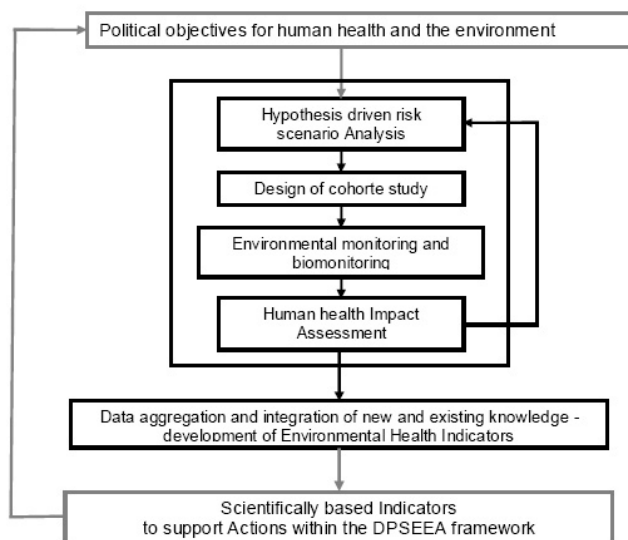 Political objectives for human health and the environment
Hypothesis driven risk
scenario Analysis
Design of cohorte study
Environmental monitoring and
biomonitoring
Human health Impact
Assessment
Data aggregation and integration of new and existing knowledge -
development of Environmental Health Indicators
Scientifically based Indicators
to support Actions within the DPSEEA framework